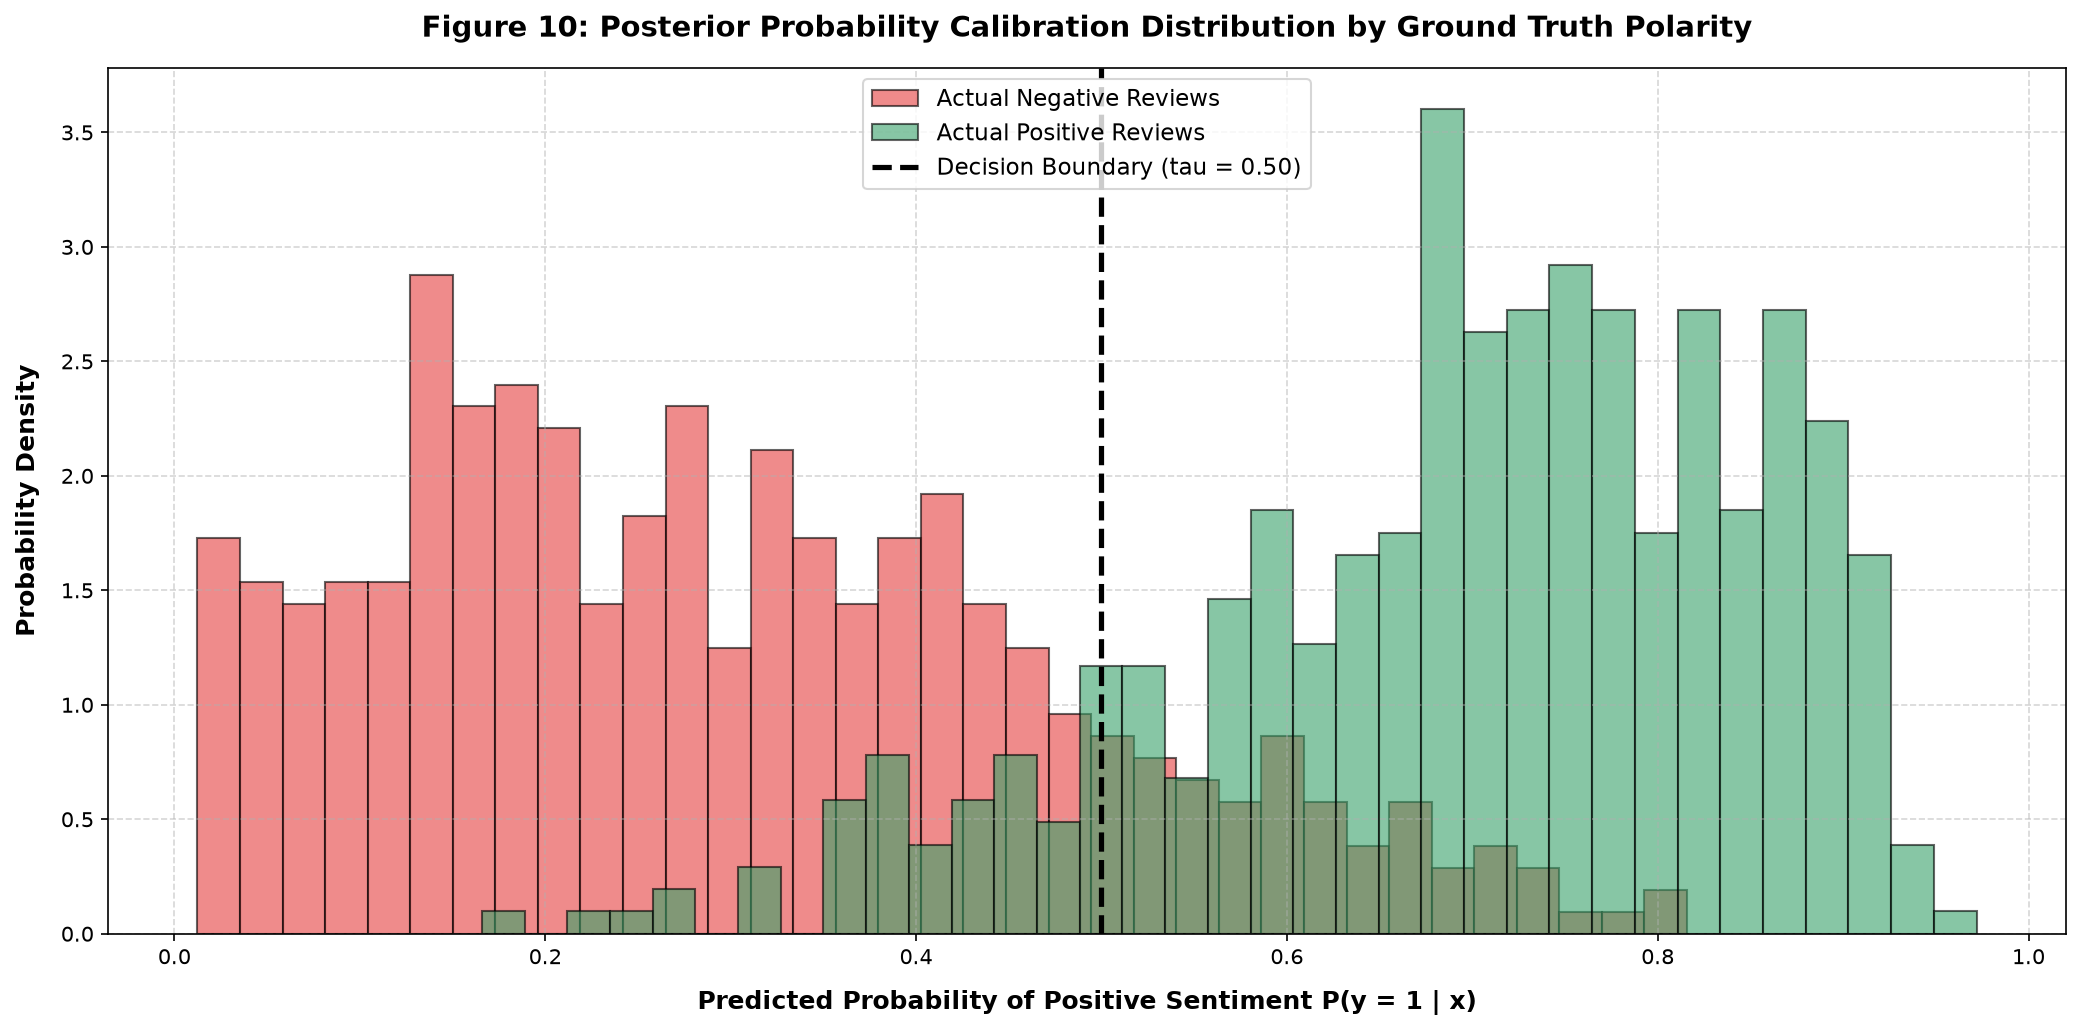 Figure 10: Posterior Probability Calibration Distribution by Ground Truth Polarity
Actual Negative Reviews
Actual Positive Reviews
Decision Boundary (tau = 0.50)
Probability Density
3.5
3.0
2.5
2.0
1.5
1.0
0.5
0.0
0.0 0.2 0.4 0.6 0.8 1.0
Predicted Probability of Positive Sentiment P(y = 1 | x)